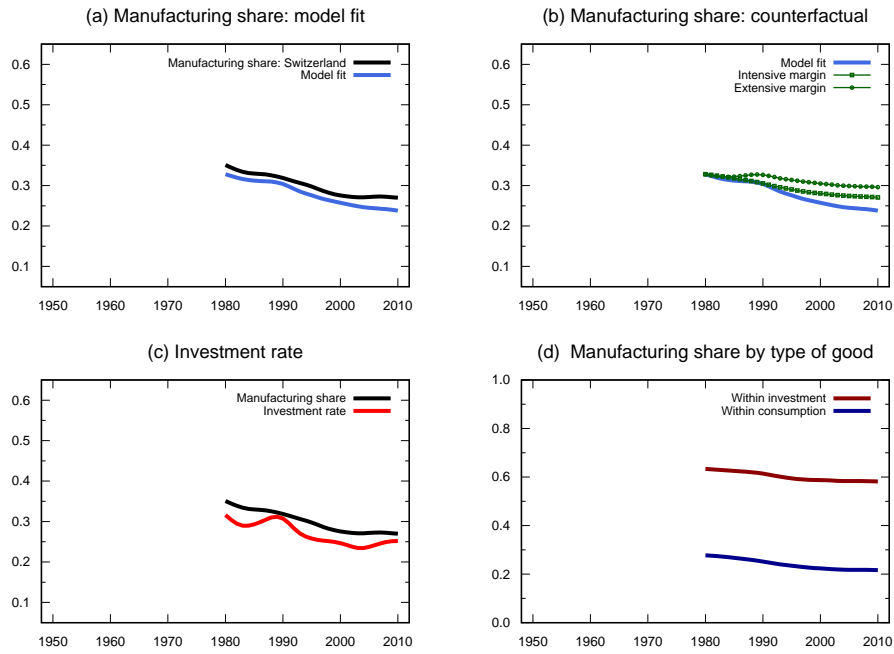 (a) Manufacturing share: model fit
0.6
0.5
0.4
0.3
0.2
0.1
1950 1960 1970 1980 1990 2000 2010
Manufacturing share: Switzerland
Model fit
(b) Manufacturing share: counterfactual
0.6
0.5
0.4
0.3
0.2
0.1
1950 1960 1970 1980 1990 2000 2010
Model fit
Intensive margin
Extensive margin
(c) Investment rate
0.6
0.5
0.4
0.3
0.2
0.1
1950 1960 1970 1980 1990 2000 2010
Manufacturing share
Investment rate
(d) Manufacturing share by type of good
1.0
0.8
0.6
0.4
0.2
0.0
1950 1960 1970 1980 1990 2000 2010
Within investment
Within consumption